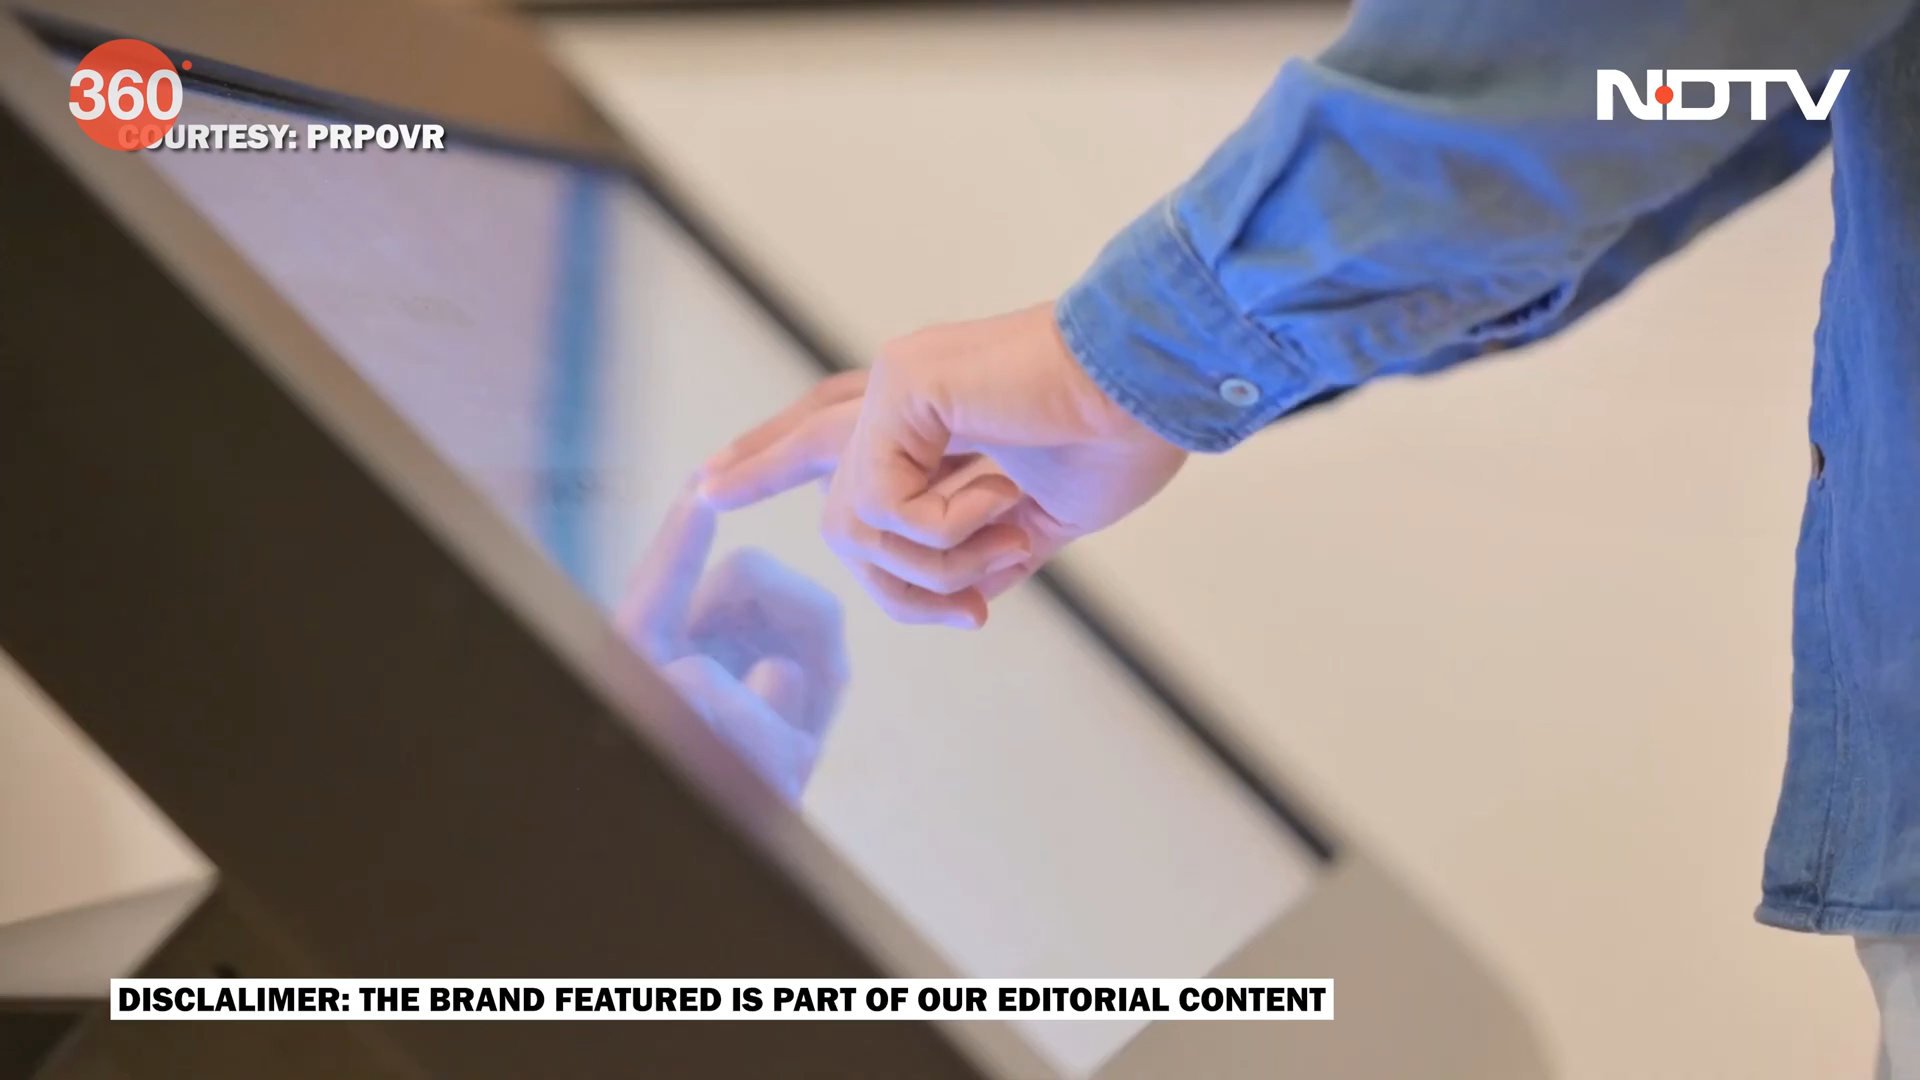 360°
NDTV
COURTESY: PRPOVR
DISCLALIMER: THE BRAND FEATURED IS PART OF OUR EDITORIAL CONTENT